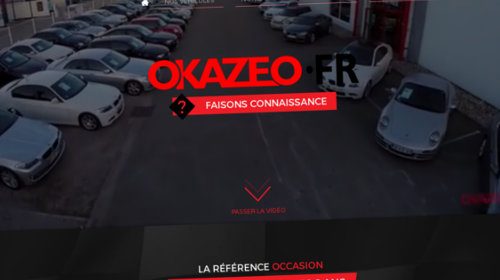 OKAZEO.FR
? FAISONS CONNAISSANCE
PASSER LA VIDÉO
LA RÉFÉRENCE OCCASION